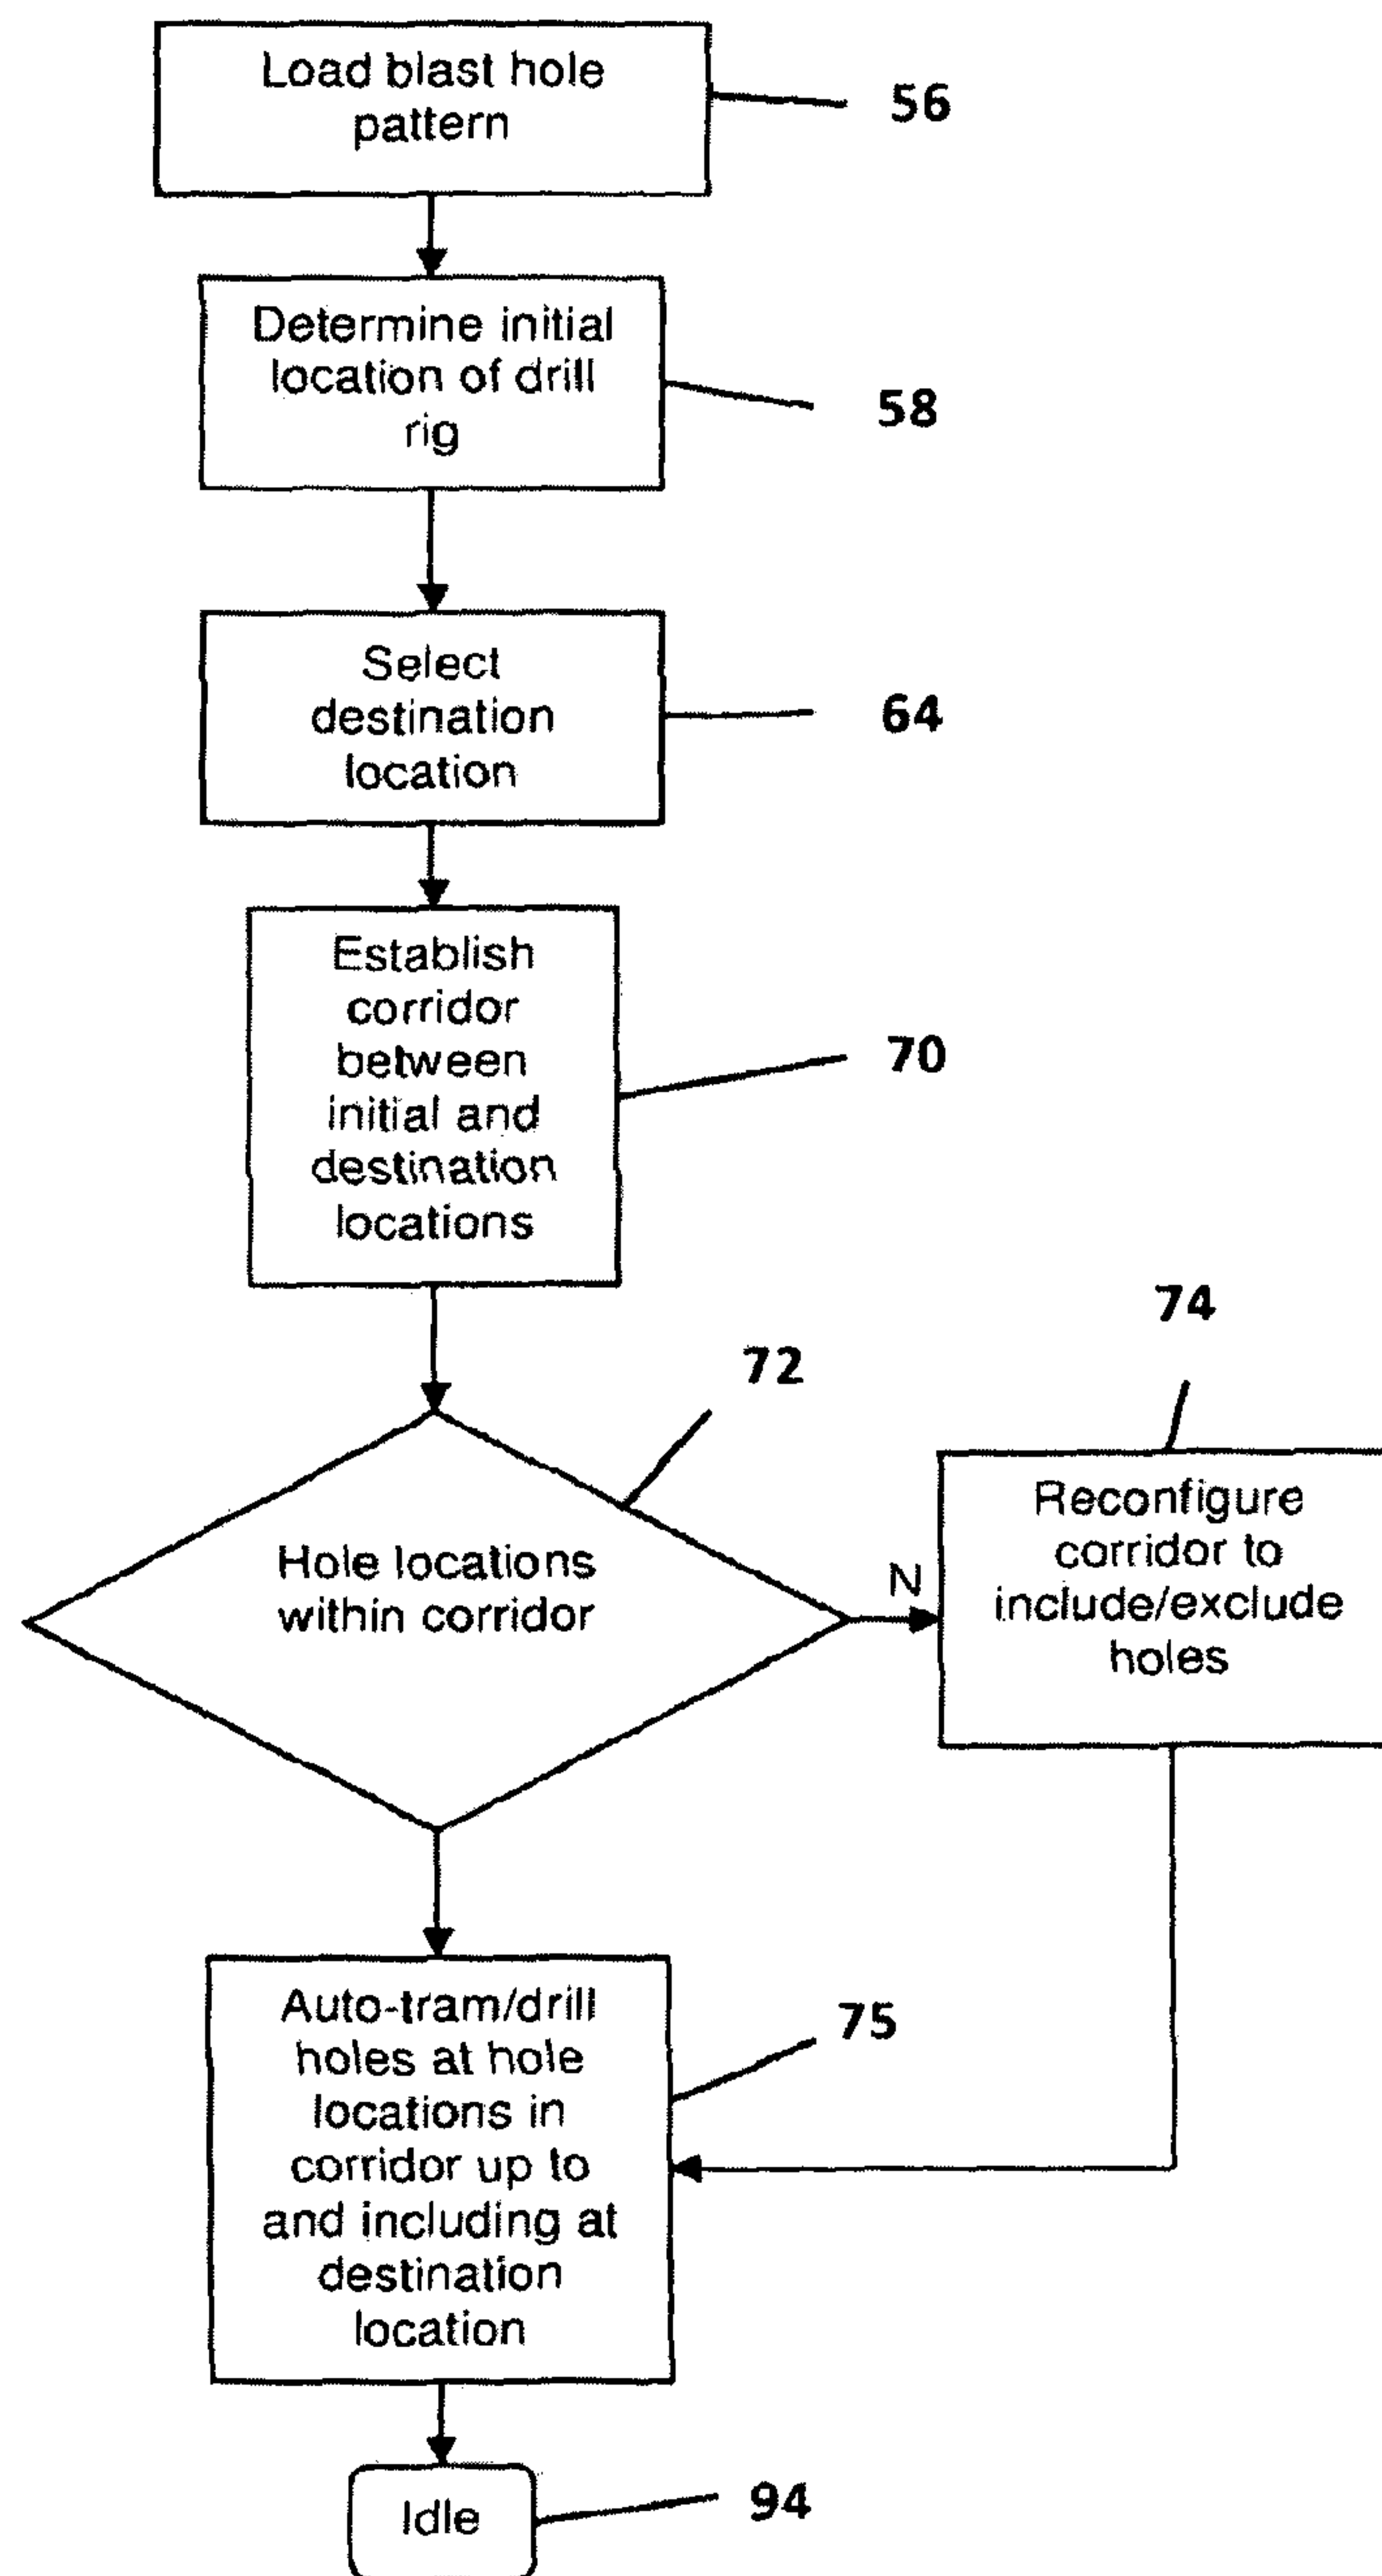 Load blast hole
pattern
56
Determine initial
location of drill
rig
58
Select
destination
location
64
Establish
corridor
between
initial and
destination
locations
70
72
Hole locations
within corridor
N
74
Reconfigure
corridor to
include/exclude
holes
Auto-tram/drill
holes at hole
locations in
corridor up to
and including at
destination
location
75
Idle
94